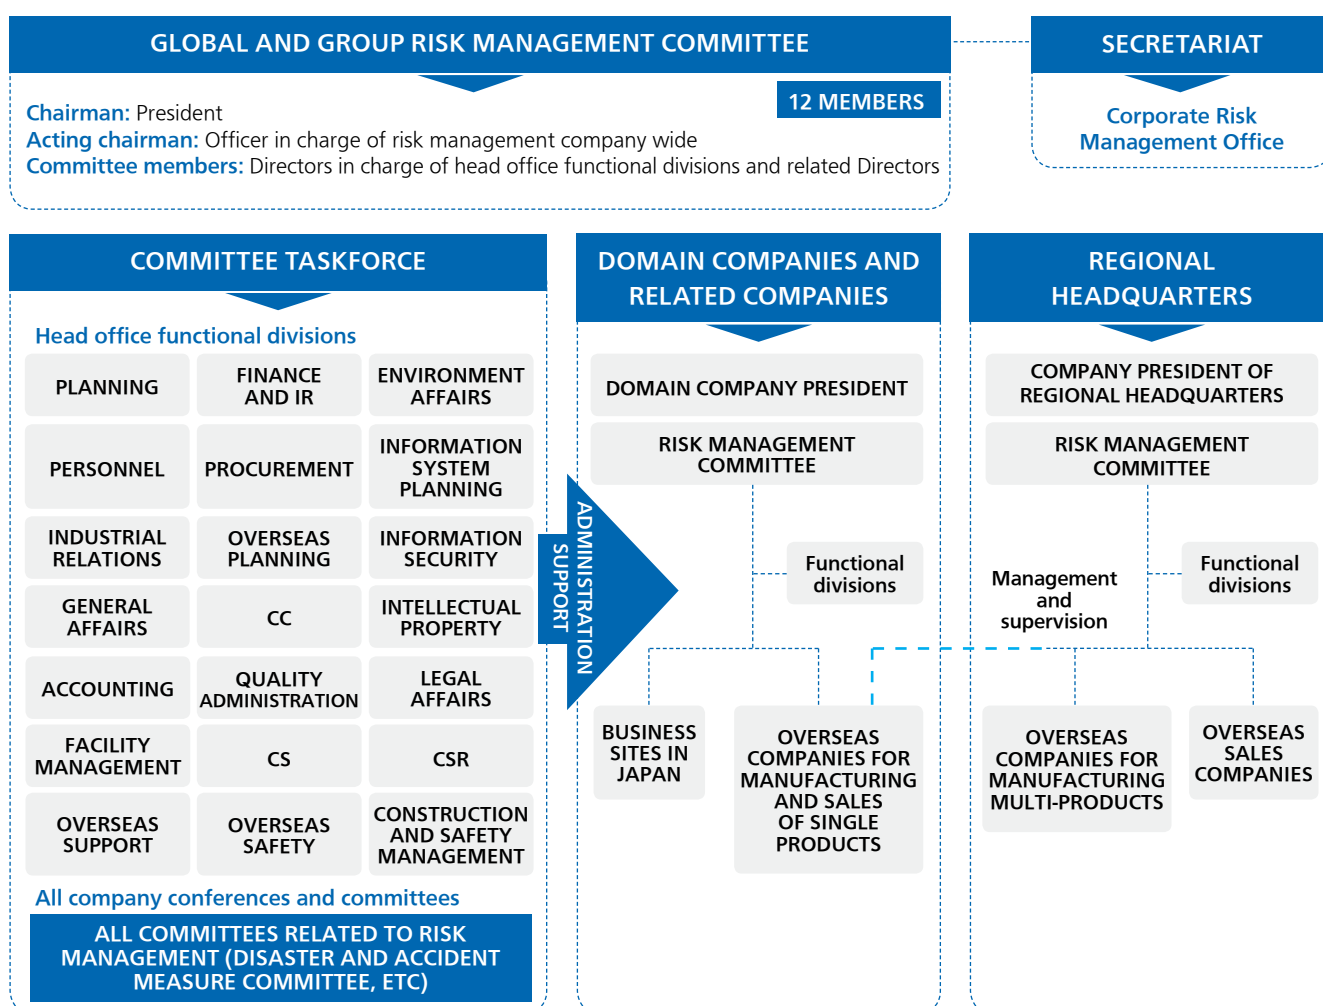 GLOBAL AND GROUP RISK MANAGEMENT COMMITTEE
12 MEMBERS
Chairman: President
Acting chairman: Officer in charge of risk management company wide
Committee members: Directors in charge of head office functional divisions and related Directors
SECRETARIAT
Corporate Risk
Management Office
COMMITTEE TASKFORCE
Head office functional divisions
PLANNING
FINANCE
AND IR
ENVIRONMENT
AFFAIRS
PERSONNEL
PROCUREMENT
INFORMATION
SYSTEM
PLANNING
INDUSTRIAL
RELATIONS
OVERSEAS
PLANNING
INFORMATION
SECURITY
GENERAL
AFFAIRS
CC
INTELLECTUAL
PROPERTY
ACCOUNTING
QUALITY
ADMINISTRATION
LEGAL
AFFAIRS
FACILITY
MANAGEMENT
CS
CSR
OVERSEAS
SUPPORT
OVERSEAS
SAFETY
CONSTRUCTION
AND SAFETY
MANAGEMENT
All company conferences and committees
ALL COMMITTEES RELATED TO RISK
MANAGEMENT (DISASTER AND ACCIDENT
MEASURE COMMITTEE, ETC)
ADMINISTRATION
SUPPORT
DOMAIN COMPANIES AND
RELATED COMPANIES
DOMAIN COMPANY PRESIDENT
RISK MANAGEMENT
COMMITTEE
Functional
divisions
BUSINESS
SITES IN
JAPAN
OVERSEAS
COMPANIES FOR
MANUFACTURING
AND SALES
OF SINGLE
PRODUCTS
REGIONAL
HEADQUARTERS
COMPANY PRESIDENT OF
REGIONAL HEADQUARTERS
RISK MANAGEMENT
COMMITTEE
Functional
divisions
Management
and
supervision
OVERSEAS
COMPANIES FOR
MANUFACTURING
MULTI-PRODUCTS
OVERSEAS
SALES
COMPANIES